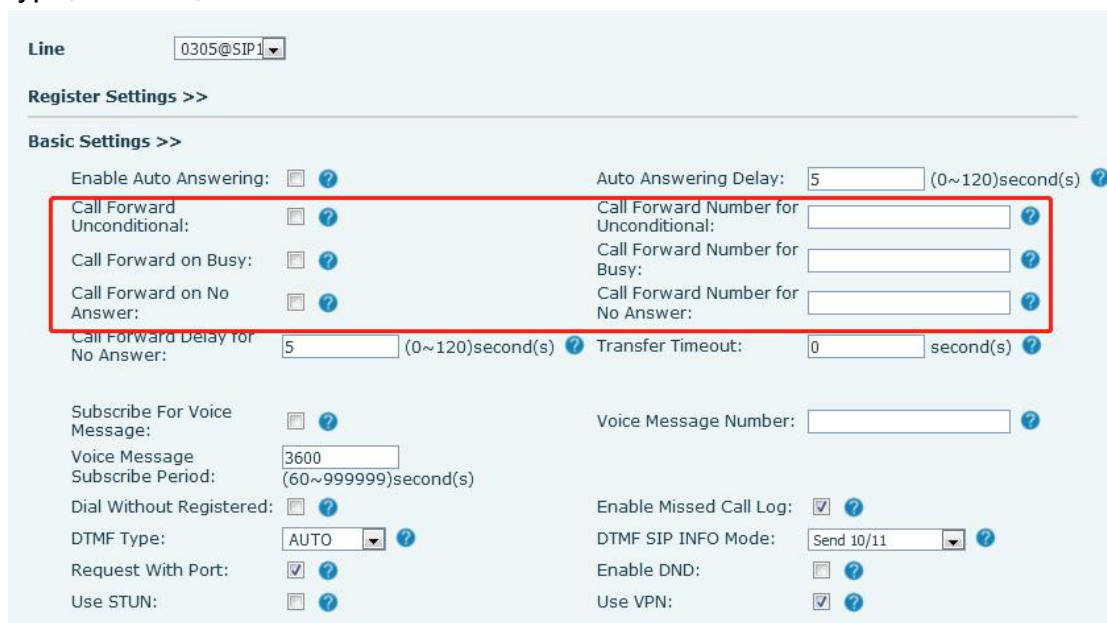 Line 0305@SIP1
Register Settings >>
Basic Settings >>
Enable Auto Answering: Auto Answering Delay: 5 (0~120)second(s)
Call Forward Unconditional: Call Forward Number for Unconditional:
Call Forward on Busy: Call Forward Number for Busy:
Call Forward on No Answer: Call Forward Number for No Answer:
Call Forward Delay for No Answer: 5 (0~120)second(s) Transfer Timeout: 0 second(s)
Subscribe For Voice Message: Voice Message Number:
Voice Message Subscribe Period: 3600 (60~999999)second(s)
Dial Without Registered: Enable Missed Call Log:
DTMF Type: AUTO DTMF SIP INFO Mode: Send 10/11
Request With Port: Enable DND:
Use STUN: Use VPN: